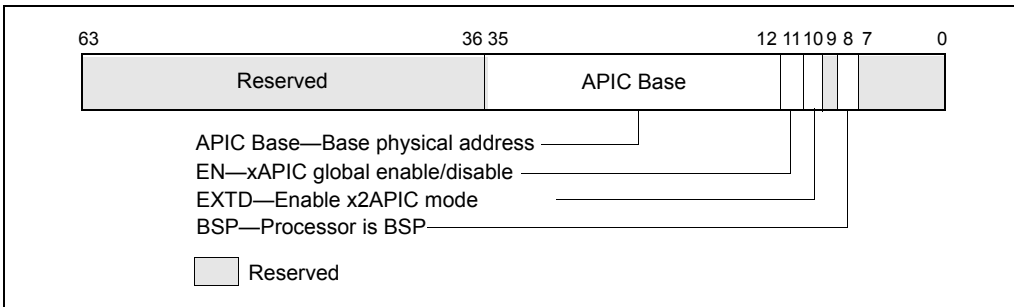 63 36 35 12 11 10 9 8 7 0
Reserved APIC Base
APIC Base—Base physical address
EN—xAPIC global enable/disable
EXTD—Enable x2APIC mode
BSP—Processor is BSP
Reserved